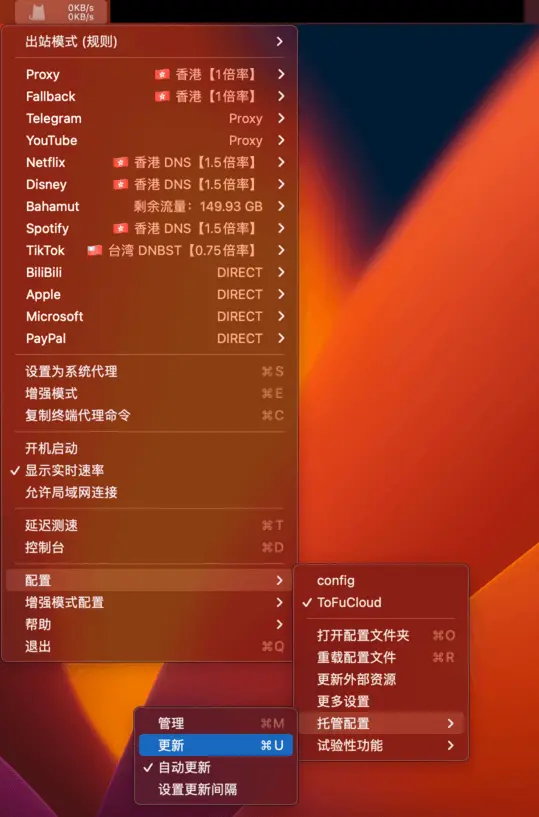 0KB/s
0KB/s
出站模式 (规则)
Proxy 香港【1倍率】
Fallback 香港【1倍率】
Telegram Proxy
YouTube Proxy
Netflix 香港 DNS【1.5倍率】
Disney 香港 DNS【1.5倍率】
Bahamut 剩余流量：149.93 GB
Spotify 香港 DNS【1.5倍率】
TikTok 台湾 DNBST【0.75倍率】
BiliBili DIRECT
Apple DIRECT
Microsoft DIRECT
PayPal DIRECT
设置为系统代理 ⌘S
增强模式 ⌘E
复制终端代理命令 ⌘C
开机启动
✓ 显示实时速率
允许局域网连接
延迟测速 ⌘T
控制台 ⌘D
配置
增强模式配置
帮助
退出 ⌘Q
config
✓ ToFuCloud
打开配置文件夹 ⌘O
重载配置文件 ⌘R
更新外部资源
更多设置
托管配置
试验性功能
管理 ⌘M
更新 ⌘U
✓ 自动更新
设置更新间隔